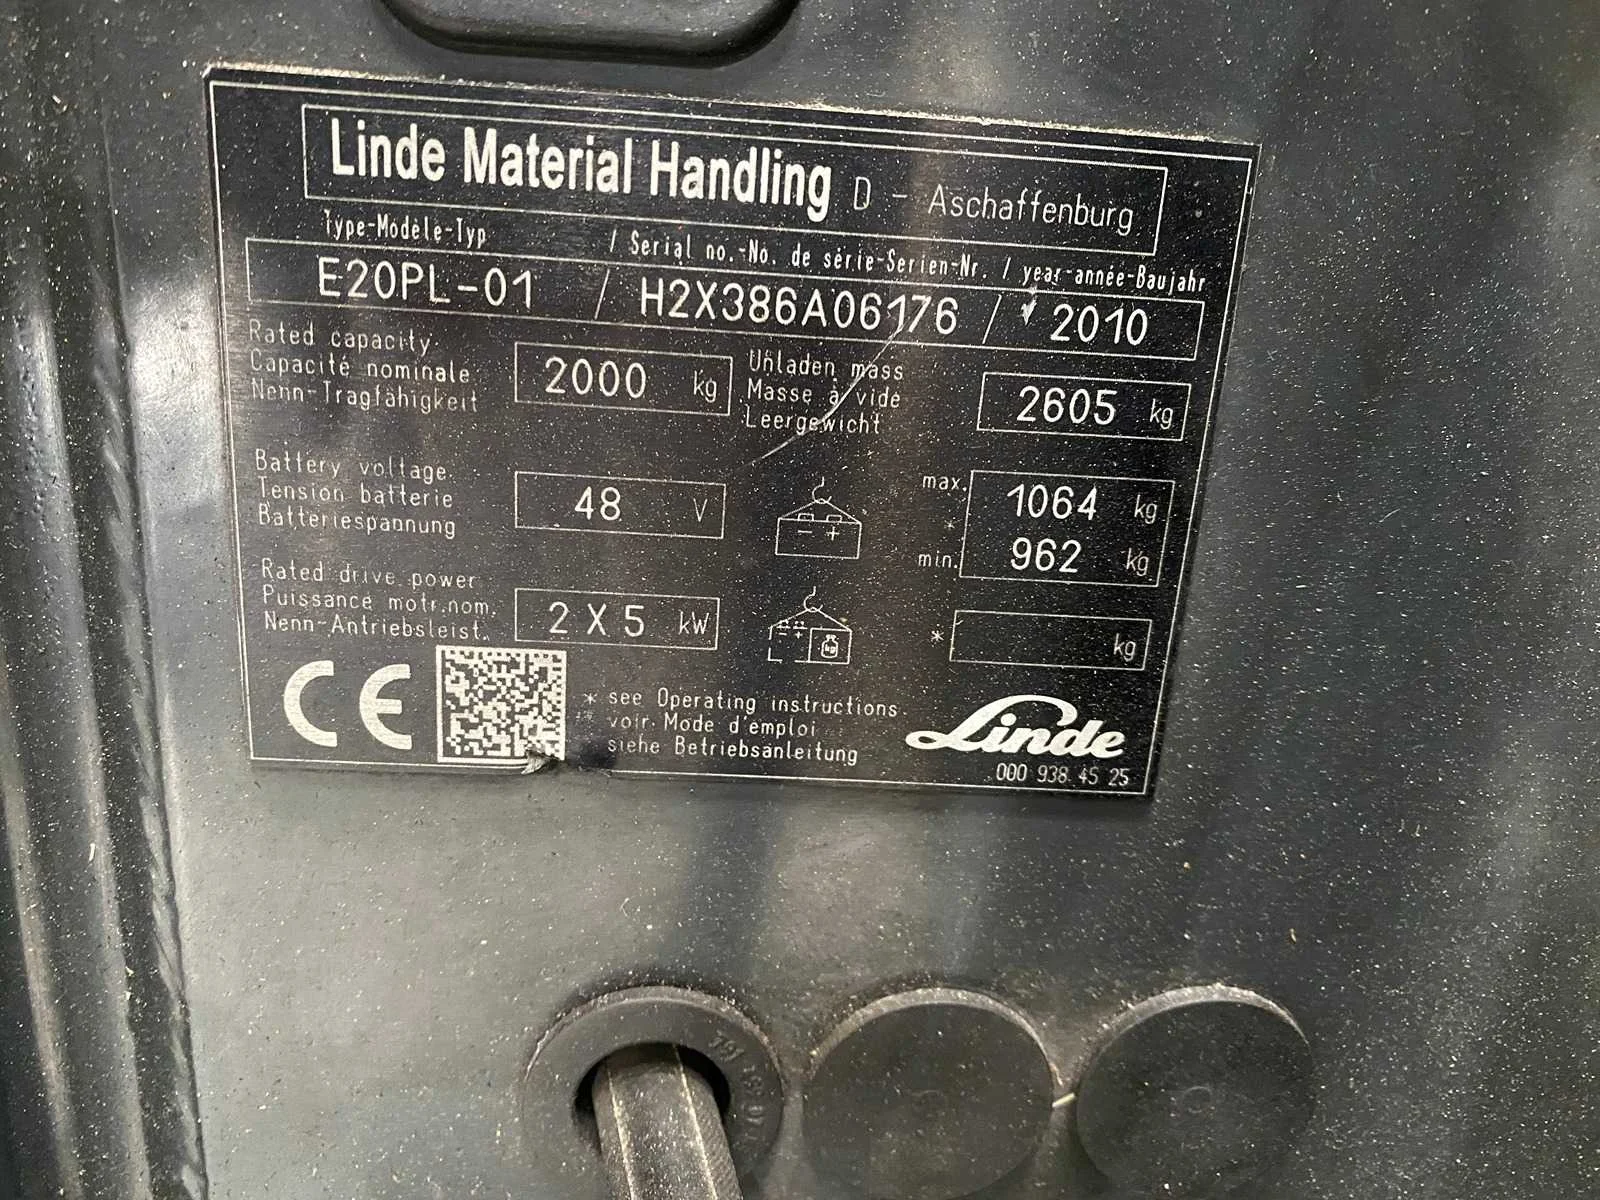 Linde Material Handling D - Aschaffenburg
Type-Modèle-Typ / Serial no.-No. de série-Serien-Nr. / year-année-Baujahr
E20PL-01 / H2X386A06176 / 2010
Rated capacity
Capacité nominale
Nenn-Tragfähigkeit
2000 kg
Unladen mass
Masse à vide
Leergewicht
2605 kg
Battery voltage
Tension batterie
Batteriespannung
48 V
- +
max. 1064 kg
*
min. 962 kg
Rated drive power
Puissance motr.nom.
Nenn-Antriebsleist.
2 X 5 kW
- + kg
* kg
CE
* see Operating instructions
voir Mode d'emploi
siehe Betriebsanleitung
Linde
000 938 45 25